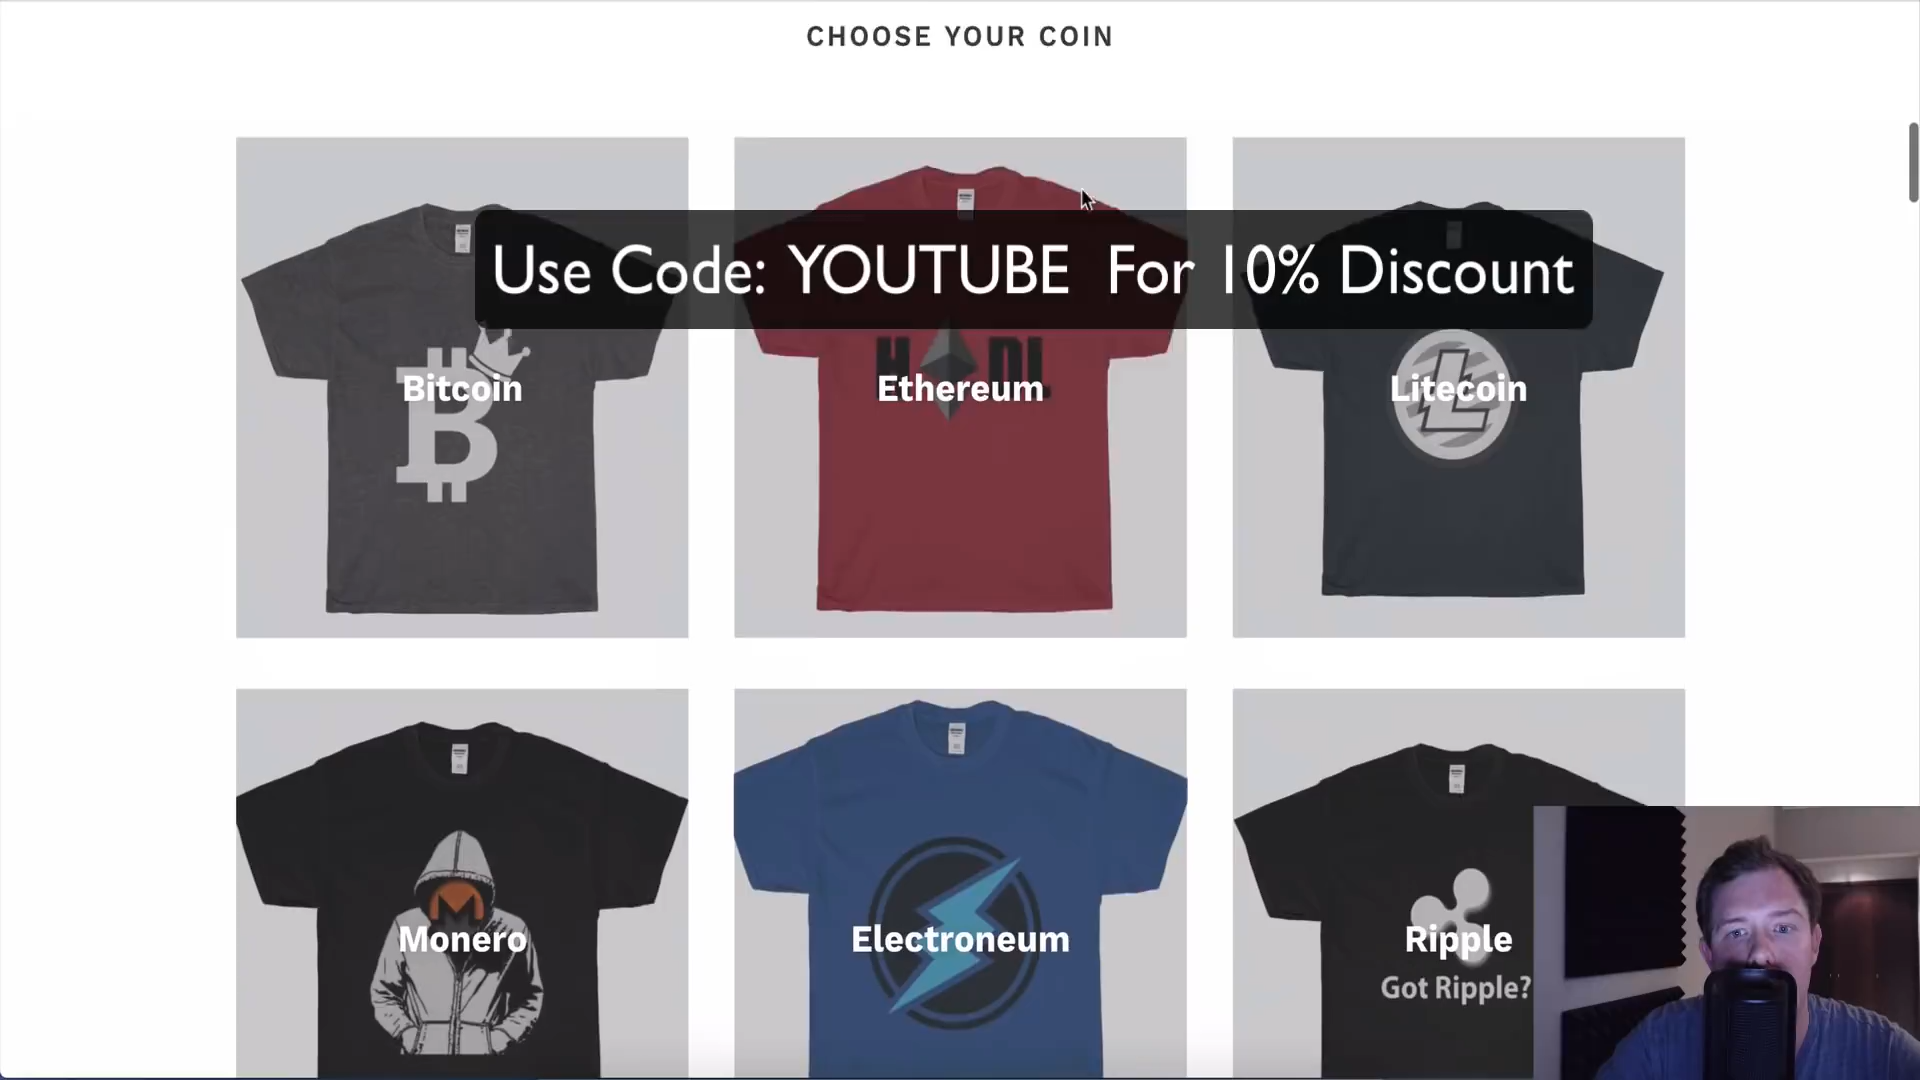 CHOOSE YOUR COIN
Use Code: YOUTUBE For 10% Discount
Bitcoin
Ethereum
Litecoin
Monero
Electroneum
Ripple
Got Ripple?